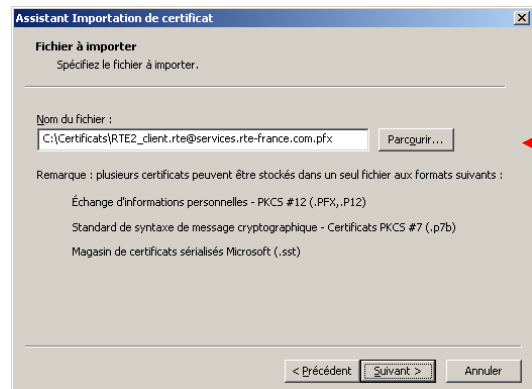 Assistant Importation de certificat
Fichier à importer
Spécifiez le fichier à importer.
Nom du fichier :
C:\Certificats\RTE2_client.rte@services.rte-france.com.pfx
Parcourir...
Remarque : plusieurs certificats peuvent être stockés dans un seul fichier aux formats suivants :
Échange d'informations personnelles - PKCS #12 (.PFX,.P12)
Standard de syntaxe de message cryptographique - Certificats PKCS #7 (.p7b)
Magasin de certificats sérialisés Microsoft (.sst)
< Précédent   Suivant >   Annuler